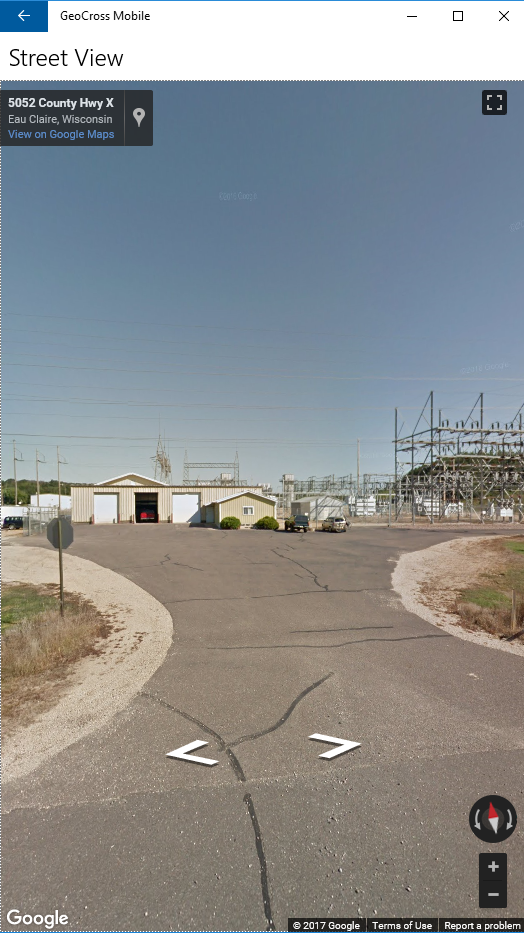 GeoCross Mobile
Street View
5052 County Hwy X
Eau Claire, Wisconsin
View on Google Maps
Google
© 2017 Google
Terms of Use
Report a problem